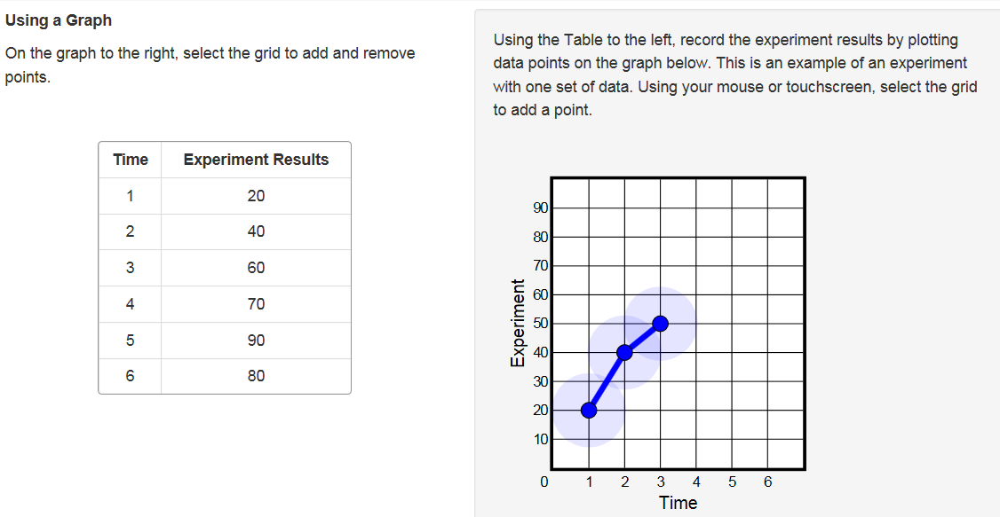 Using a Graph
On the graph to the right, select the grid to add and remove
points.
Time Experiment Results
1 20
2 40
3 60
4 70
5 90
6 80
Using the Table to the left, record the experiment results by plotting
data points on the graph below. This is an example of an experiment
with one set of data. Using your mouse or touchscreen, select the grid
to add a point.
Experiment
90
80
70
60
50
40
30
20
10
0 1 2 3 4 5 6
Time